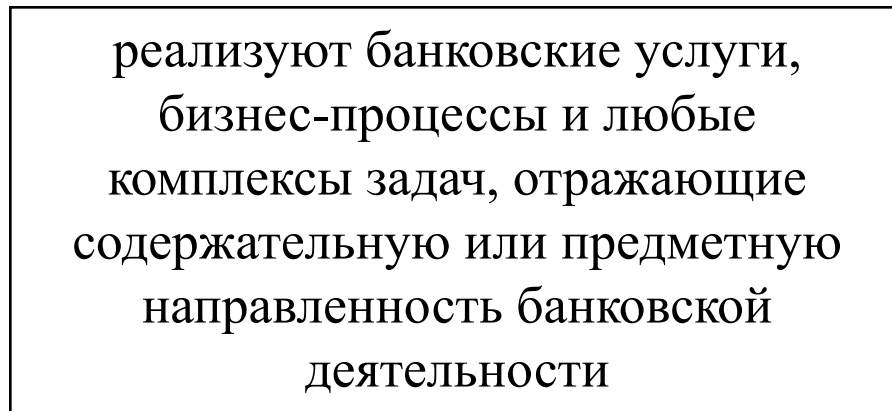 реализуют банковские услуги,
бизнес-процессы и любые
комплексы задач, отражающие
содержательную или предметную
направленность банковской
деятельности